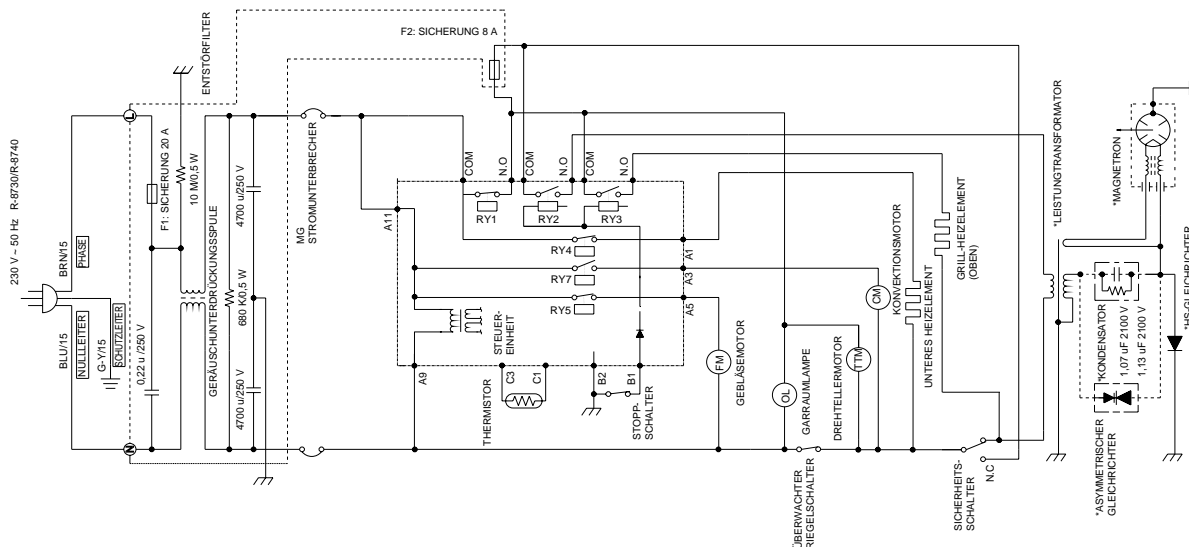 230 V ~ 50 Hz  R-8730/R-8740
BLU/15
NULLLEITER
G-Y/15
SCHUTZLEITER
BRN/15
PHASE
N
L
0,22 u /250 V
F1: SICHERUNG 20 A
10 M/0,5 W
ENTSTÖRFILTER
GERÄUSCHUNTERDRÜCKUNGSSPULE
680 K/0,5 W
4700 u/250 V
4700 u/250 V
MG
STROMUNTERBRECHER
F2: SICHERUNG 8 A
A11
COM
N.O
COM
N.O
COM
N.O
RY1
RY2
RY3
RY4
RY7
RY5
A1
A3
A5
STEUER-
EINHEIT
A9
C3
C1
B2
B1
THERMISTOR
STOPP-
SCHALTER
FM
GEBLÄSEMOTOR
OL
GARRAUMLAMPE
TTM
DREHTELLERMOTOR
CM
KONVEKTIONSMOTOR
UNTERES HEIZELEMENT
GRILL-HEIZELEMENT
(OBEN)
ÜBERWACHTER
RIEGELSCHALTER
SICHERHEITS-
SCHALTER
N.C
*LEISTUNGTRANSFORMATOR
*MAGNETRON
*KONDENSATOR
1,07 uF 2100 V
1,13 uF 2100 V
*ASYMMETRISCHER
GLEICHRICHTER
*HS-GLEICHRICHTER